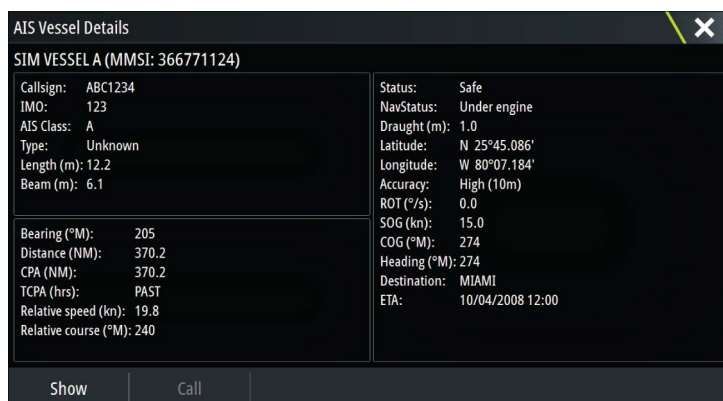 AIS Vessel Details
SIM VESSEL A (MMSI: 366771124)
Callsign: ABC1234
IMO: 123
AIS Class: A
Type: Unknown
Length (m): 12.2
Beam (m): 6.1
Bearing (°M): 205
Distance (NM): 370.2
CPA (NM): 370.2
TCPA (hrs): PAST
Relative speed (kn): 19.8
Relative course (°M): 240
Status: Safe
NavStatus: Under engine
Draught (m): 1.0
Latitude: N 25°45.086'
Longitude: W 80°07.184'
Accuracy: High (10m)
ROT (°/s): 0.0
SOG (kn): 15.0
COG (°M): 274
Heading (°M): 274
Destination: MIAMI
ETA: 10/04/2008 12:00
Show Call